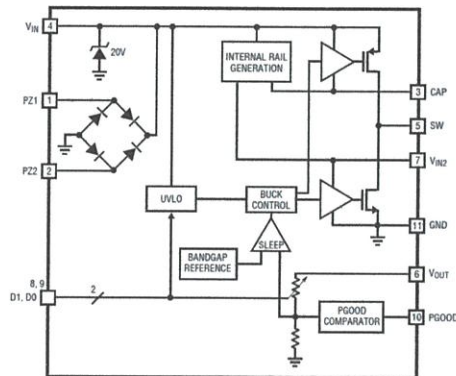 VIN 4
20V
INTERNAL RAIL
GENERATION
3 CAP
PZ1 1
5 SW
7 VIN2
PZ2 2
UVLO
BUCK
CONTROL
11 GND
SLEEP
BANDGAP
REFERENCE
6 VOUT
8, 9
D1, D0
2
PGOOD
COMPARATOR
10 PGOOD